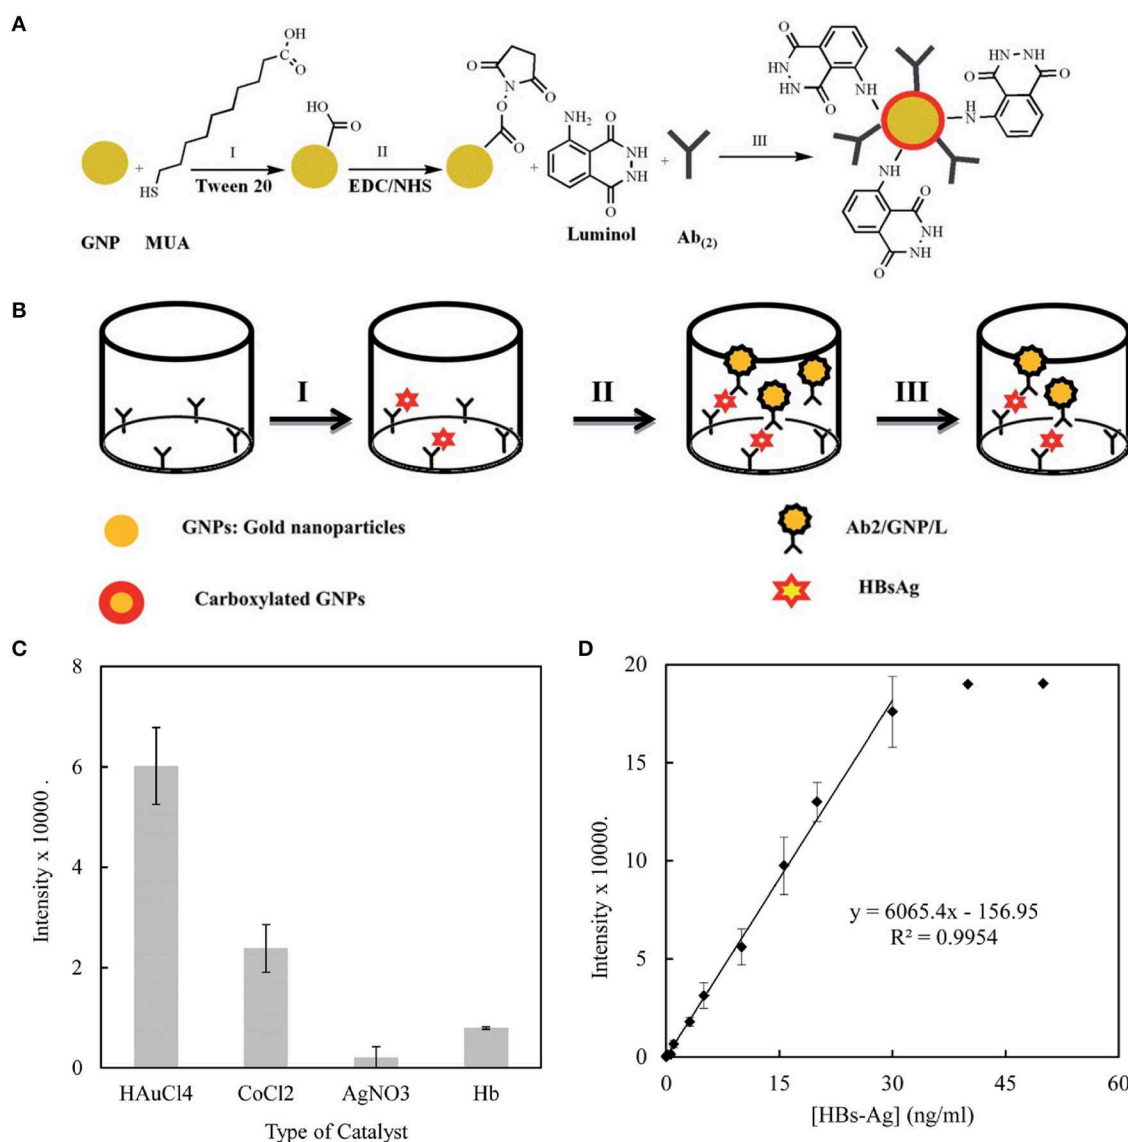 A
OH
C
O
HO
O
O
N
O
O
O
NH₂
O
NH
NH
O
HS
+
I
Tween 20
II
EDC/NHS
+
+
III
GNP MUA
Luminol
Ab(2)
O
HN
HN
O
NH
HN-NH
O
O
H
N
NH
O
NH
NH
O
B
I
II
III
GNPs: Gold nanoparticles
Ab2/GNP/L
Carboxylated GNPs
HBsAg
C
8
6
4
2
0
Intensity x 10000 .
HAuCl4 CoCl2 AgNO3 Hb
Type of Catalyst
D
20
15
10
5
0
Intensity x 10000.
y = 6065.4x - 156.95
R² = 0.9954
0 15 30 45 60
[HBs-Ag] (ng/ml)